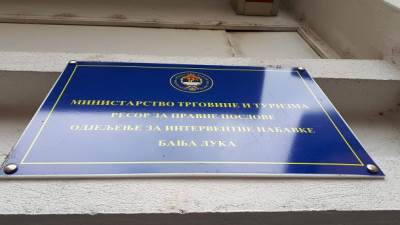 МИНИСТАРСТВО ТРГОВИНЕ И ТУРИЗМА
РЕСОР ЗА ПРАВНЕ ПОСЛОВЕ
ОДЈЕЉЕЊЕ ЗА ИНТЕРВЕНТНЕ НАБАВКЕ
БАЊА ЛУКА